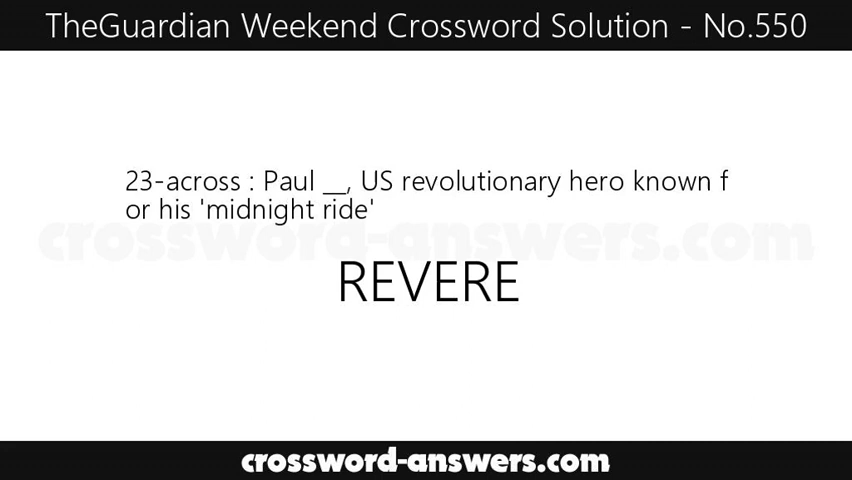 TheGuardian Weekend Crossword Solution - No.550
23-across : Paul __, US revolutionary hero known f
or his 'midnight ride'
crossword-answers.com
REVERE
crossword-answers.com